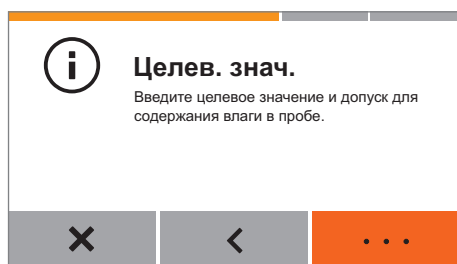 Целев. знач.
Введите целевое значение и допуск для
содержания влаги в пробе.